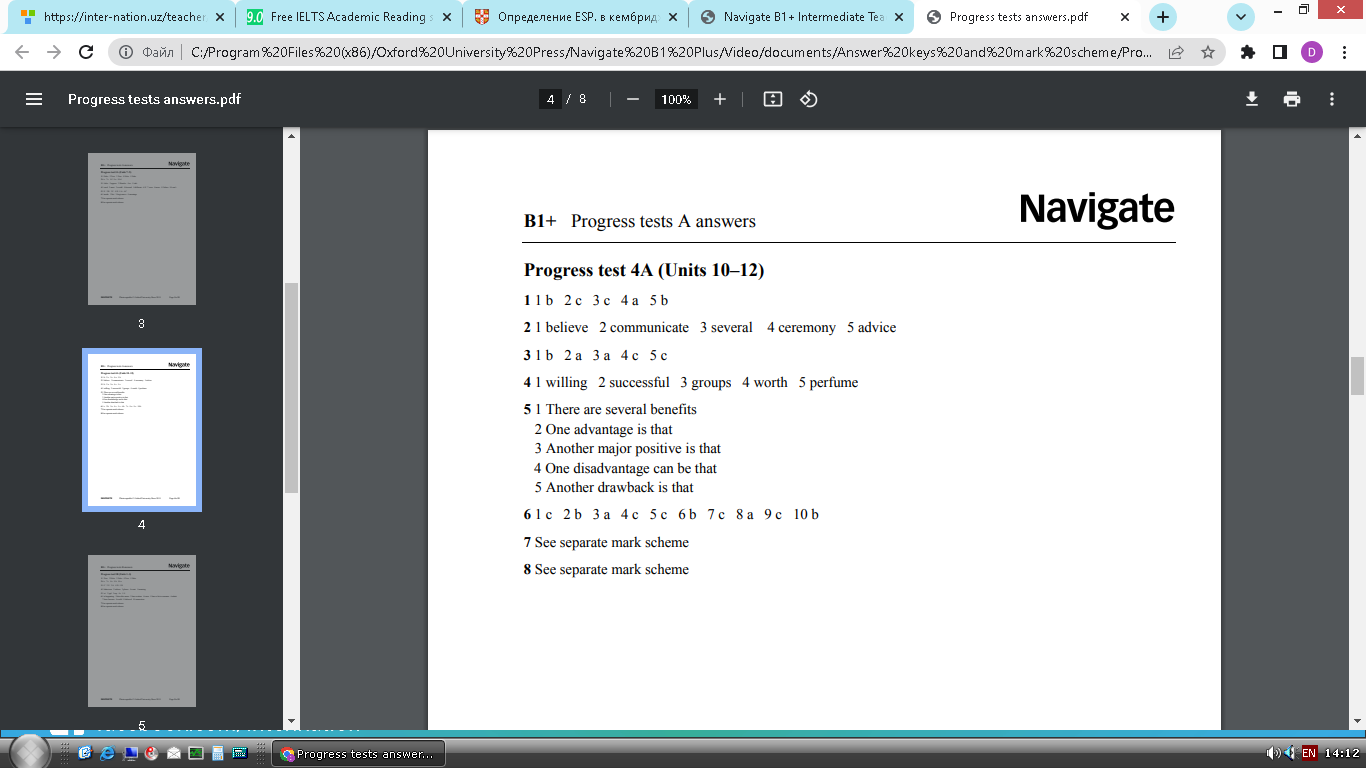 https://inter-nation.uz/teacher
9.0 Free IELTS Academic Reading s
Определение ESP. в кембрид
Navigate B1+ Intermediate Tea
Progress tests answers.pdf
Файл
C:/Program%20Files%20(x86)/Oxford%20University%20Press/Navigate%20B1%20Plus/Video/documents/Answer%20keys%20and%20mark%20scheme/Pro...
D
Progress tests answers.pdf
4 / 8
100%
3
4
5
Navigate
B1+ Progress tests A answers
Progress test 4A (Units 10–12)
1 1 b 2 c 3 c 4 a 5 b
2 1 believe 2 communicate 3 several 4 ceremony 5 advice
3 1 b 2 a 3 a 4 c 5 c
4 1 willing 2 successful 3 groups 4 worth 5 perfume
5 1 There are several benefits
2 One advantage is that
3 Another major positive is that
4 One disadvantage can be that
5 Another drawback is that
6 1 c 2 b 3 a 4 c 5 c 6 b 7 c 8 a 9 c 10 b
7 See separate mark scheme
8 See separate mark scheme
Progress tests answer...
EN
14:12